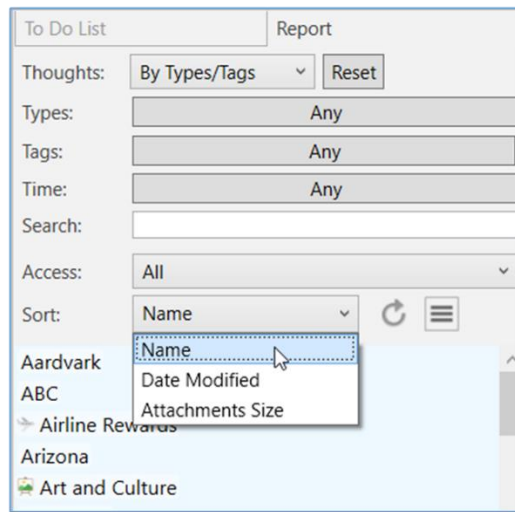 To Do List Report
Thoughts: By Types/Tags Reset
Types: Any
Tags: Any
Time: Any
Search:
Access: All
Sort: Name
Name
Aardvark
Date Modified
ABC
Attachments Size
Airline Rewards
Arizona
Art and Culture